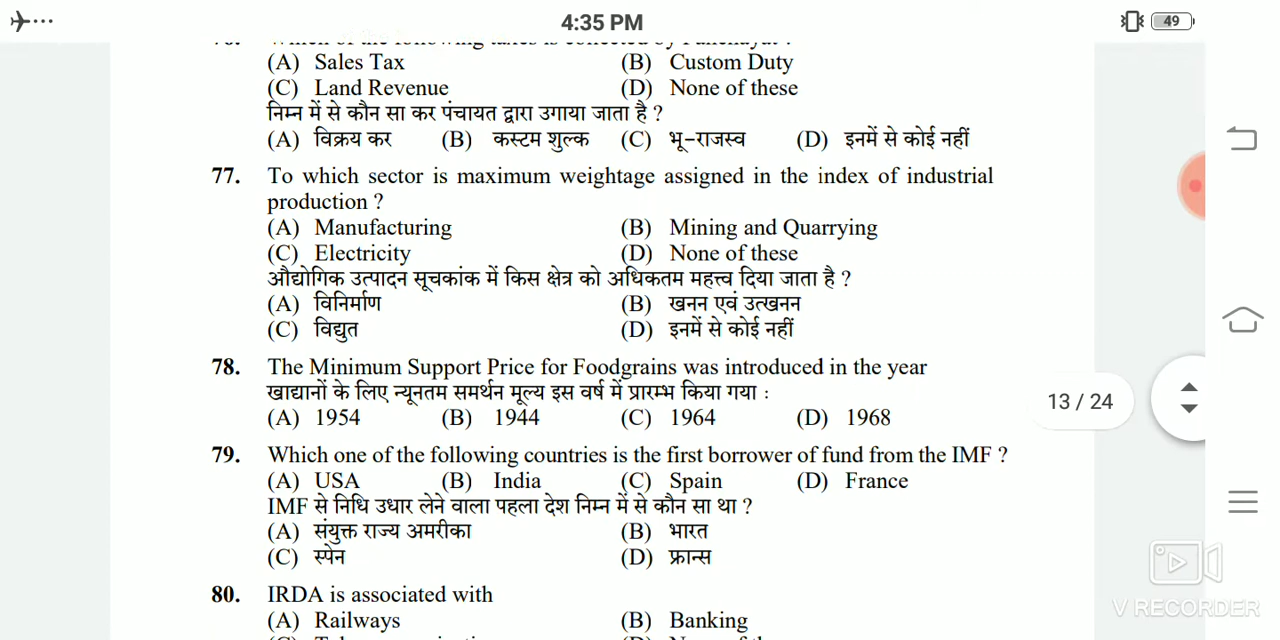 4:35 PM
49
(A) Sales Tax (B) Custom Duty
(C) Land Revenue (D) None of these
निम्न में से कौन सा कर पंचायत द्वारा उगाया जाता है ?
(A) विक्रय कर (B) कस्टम शुल्क (C) भू-राजस्व (D) इनमें से कोई नहीं
77. To which sector is maximum weightage assigned in the index of industrial
production ?
(A) Manufacturing (B) Mining and Quarrying
(C) Electricity (D) None of these
औद्योगिक उत्पादन सूचकांक में किस क्षेत्र को अधिकतम महत्त्व दिया जाता है ?
(A) विनिर्माण (B) खनन एवं उत्खनन
(C) विद्युत (D) इनमें से कोई नहीं
78. The Minimum Support Price for Foodgrains was introduced in the year
खाद्यानों के लिए न्यूनतम समर्थन मूल्य इस वर्ष में प्रारम्भ किया गया :
(A) 1954 (B) 1944 (C) 1964 (D) 1968
13 / 24
79. Which one of the following countries is the first borrower of fund from the IMF ?
(A) USA (B) India (C) Spain (D) France
IMF से निधि उधार लेने वाला पहला देश निम्न में से कौन सा था ?
(A) संयुक्त राज्य अमरीका (B) भारत
(C) स्पेन (D) फ्रान्स
80. IRDA is associated with
(A) Railways (B) Banking
V RECORDER